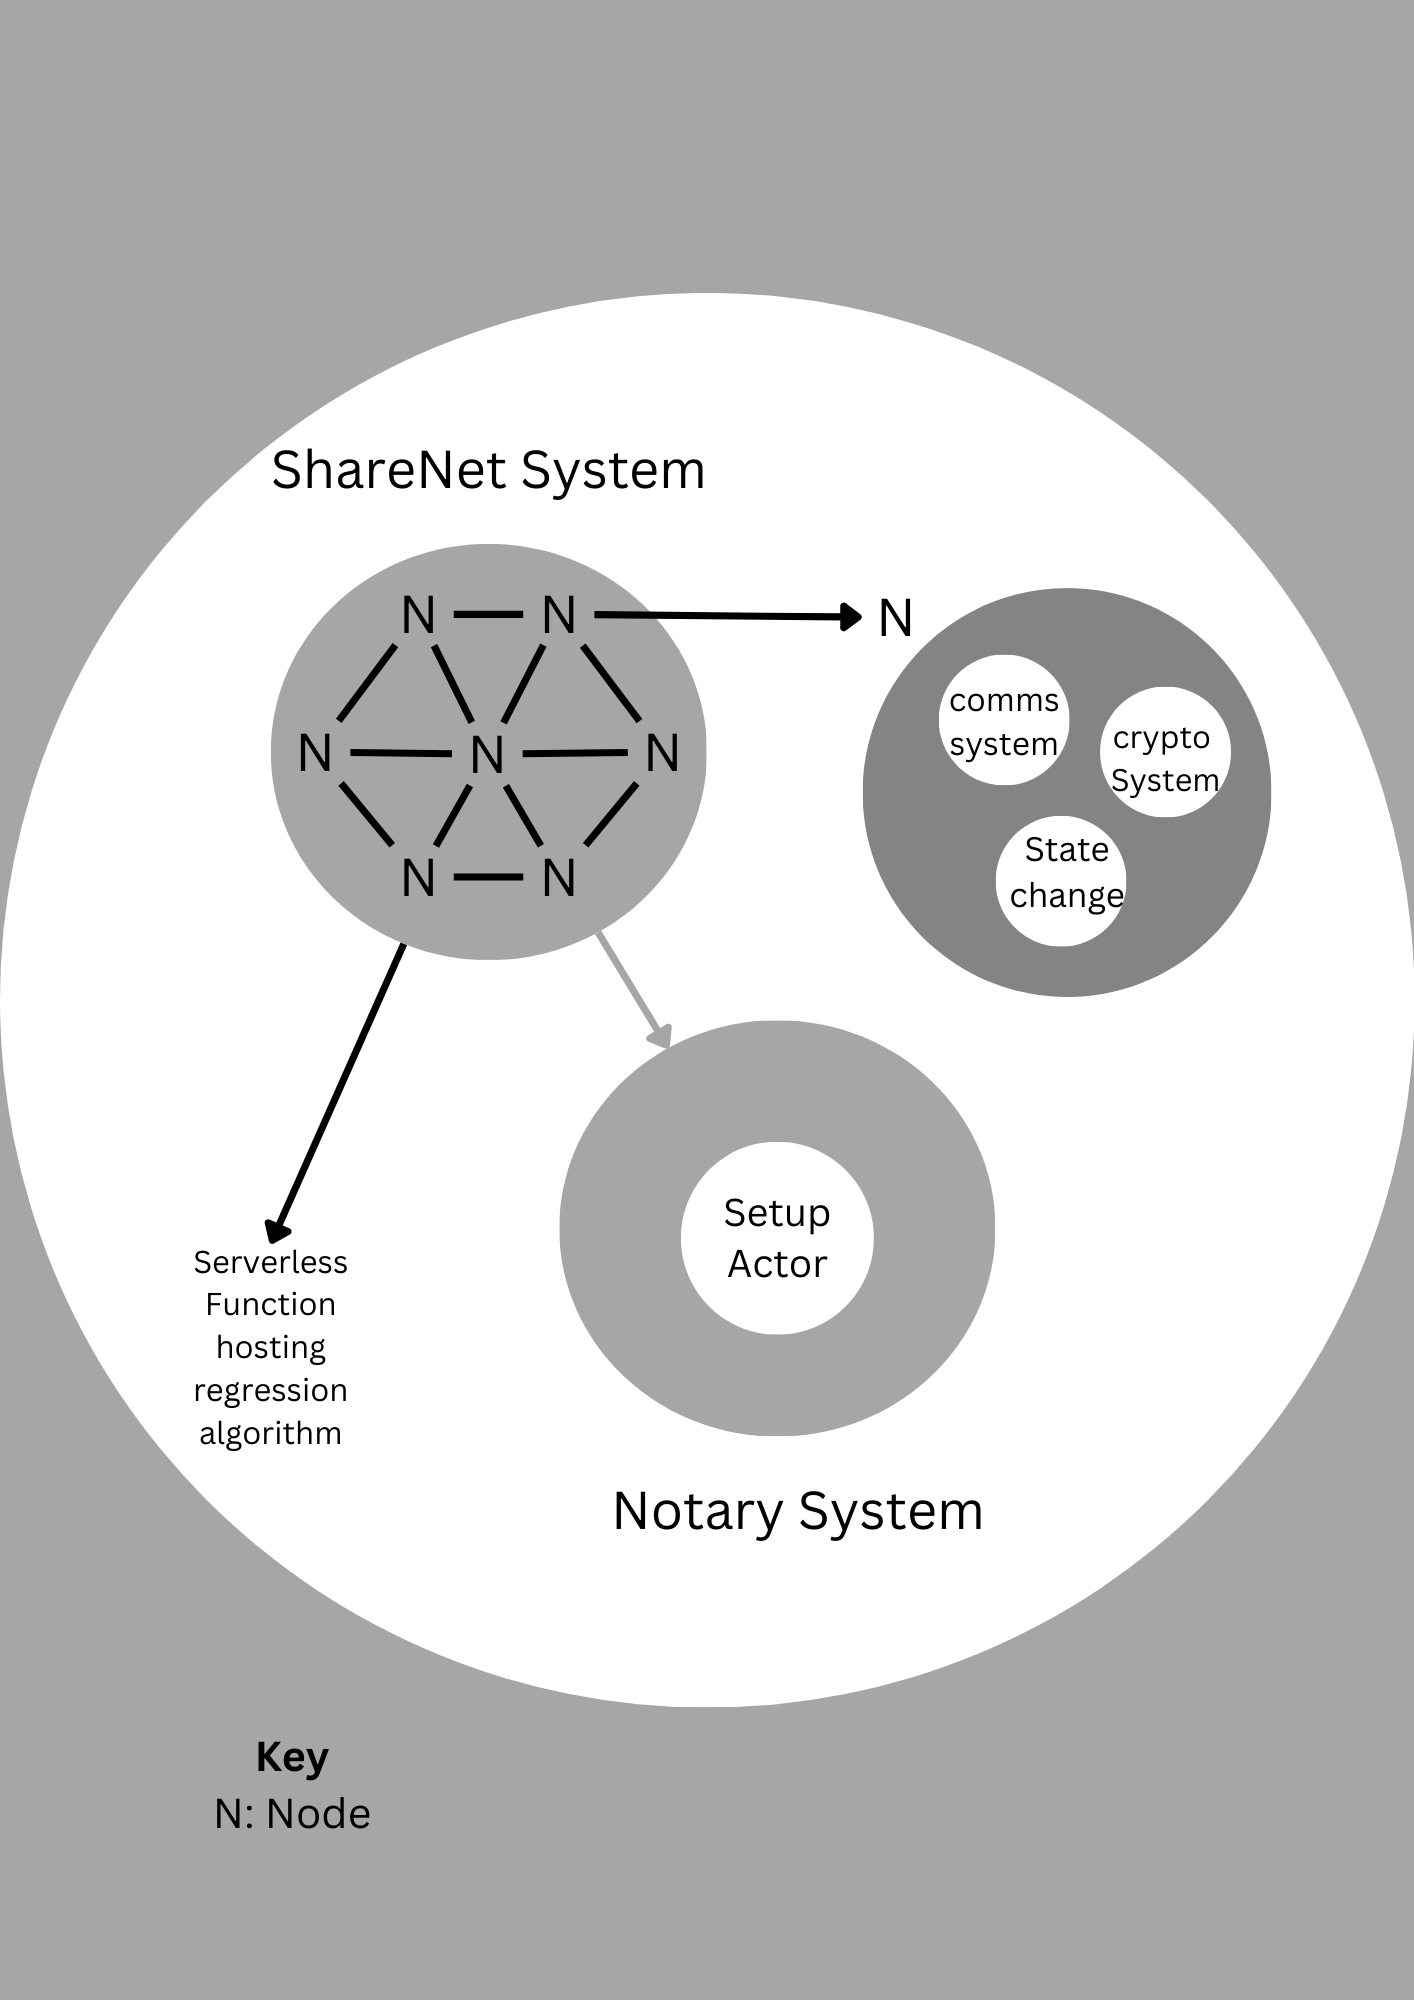 ShareNet System
N N N
N N N
N N
comms
system
crypto
System
State
change
Setup
Actor
Serverless
Function
hosting
regression
algorithm
Notary System
Key
N: Node